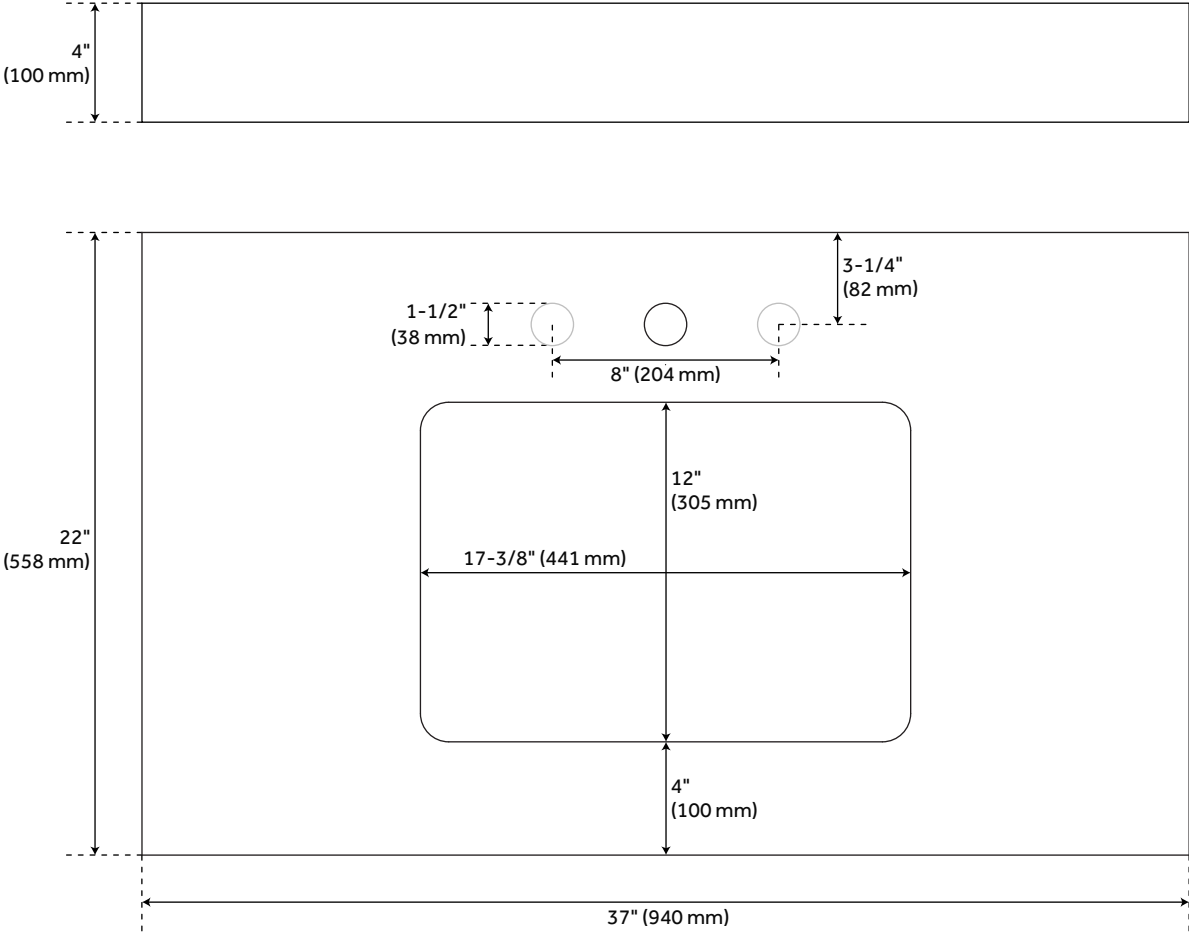 4"
(100 mm)
3-1/4"
(82 mm)
1-1/2"
(38 mm)
8" (204 mm)
12"
(305 mm)
17-3/8" (441 mm)
22"
(558 mm)
4"
(100 mm)
37" (940 mm)